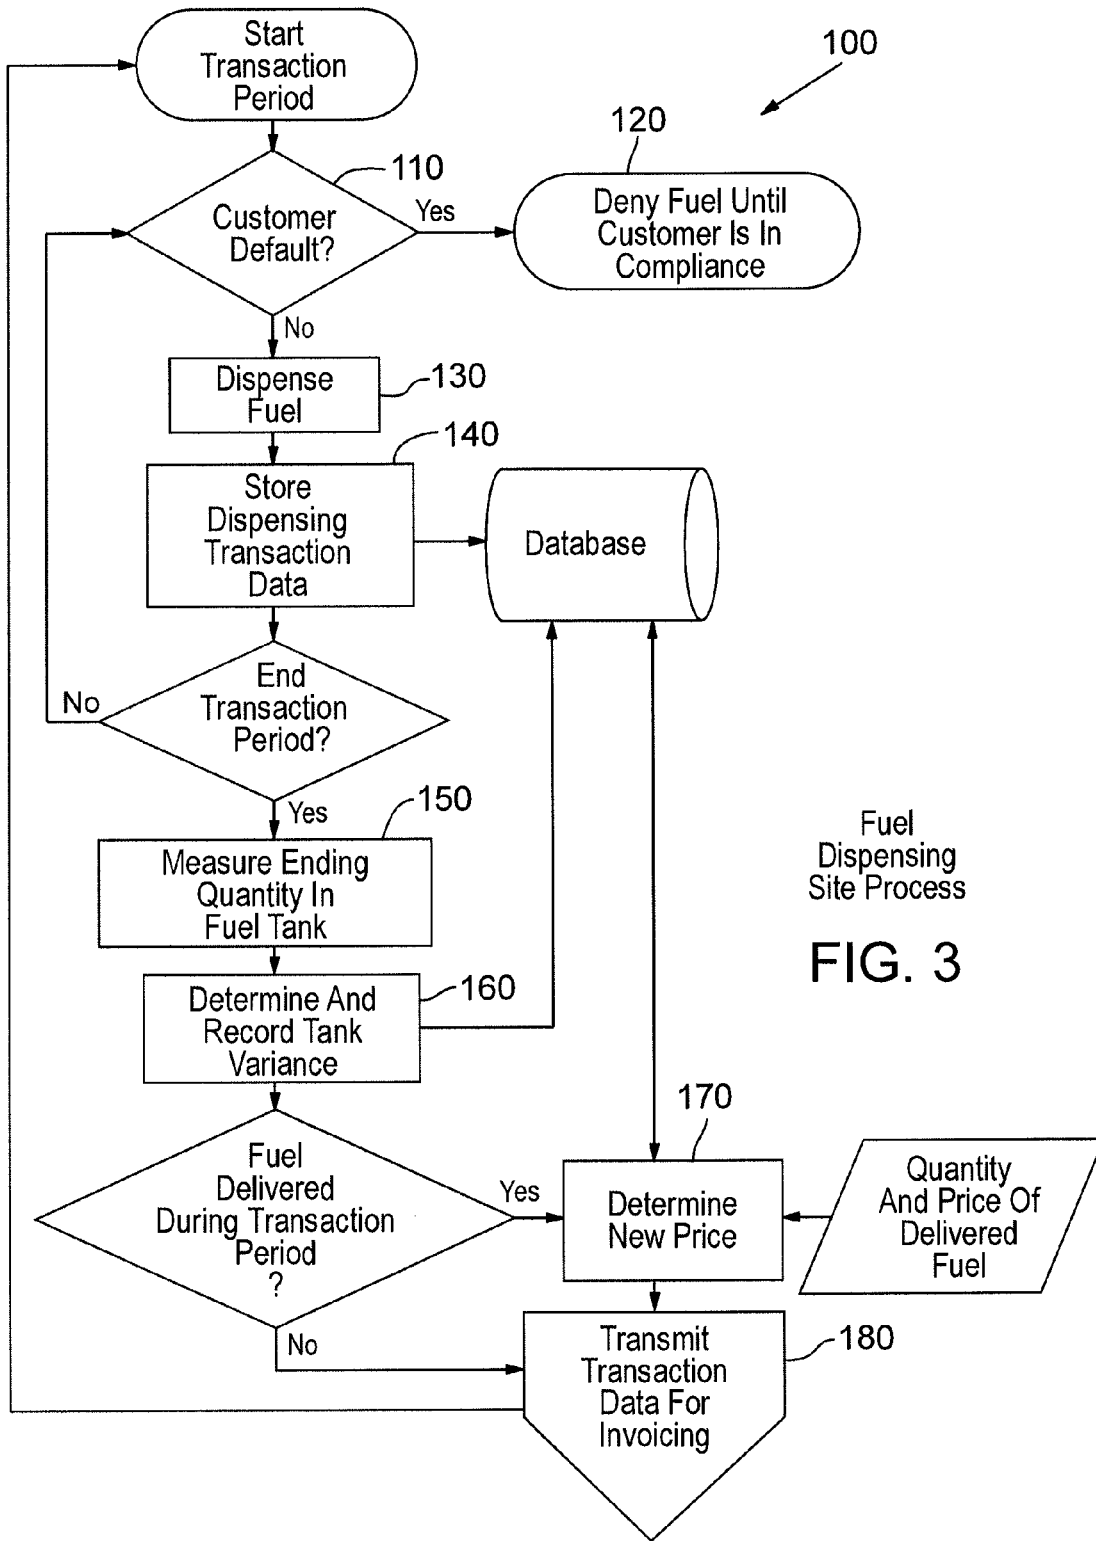 Start
Transaction
Period
100
110
Customer
Default?
Yes
120
Deny Fuel Until
Customer Is In
Compliance
No
Dispense
Fuel
130
140
Store
Dispensing
Transaction
Data
Database
End
Transaction
Period?
No
Yes
150
Measure Ending
Quantity In
Fuel Tank
Fuel
Dispensing
Site Process
FIG. 3
160
Determine And
Record Tank
Variance
Fuel
Delivered
During Transaction
Period
?
Yes
170
Determine
New Price
Quantity
And Price Of
Delivered
Fuel
No
180
Transmit
Transaction
Data For
Invoicing